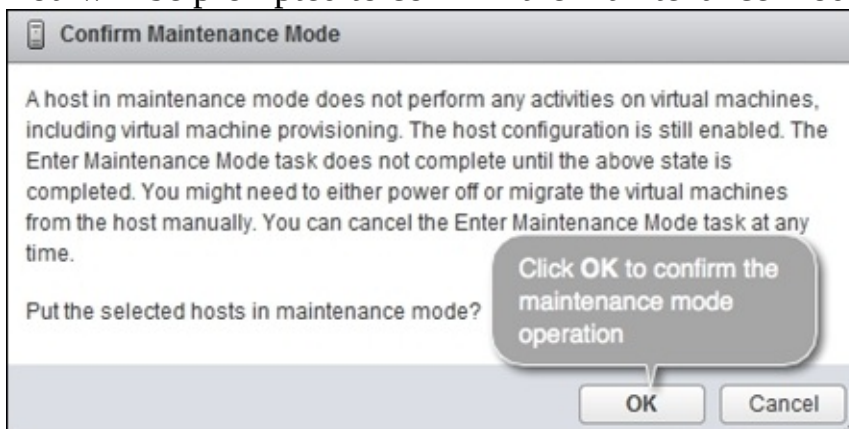 Confirm Maintenance Mode
A host in maintenance mode does not perform any activities on virtual machines,
including virtual machine provisioning. The host configuration is still enabled. The
Enter Maintenance Mode task does not complete until the above state is
completed. You might need to either power off or migrate the virtual machines
from the host manually. You can cancel the Enter Maintenance Mode task at any
time.
Put the selected hosts in maintenance mode?
Click OK to confirm the
maintenance mode
operation
OK
Cancel